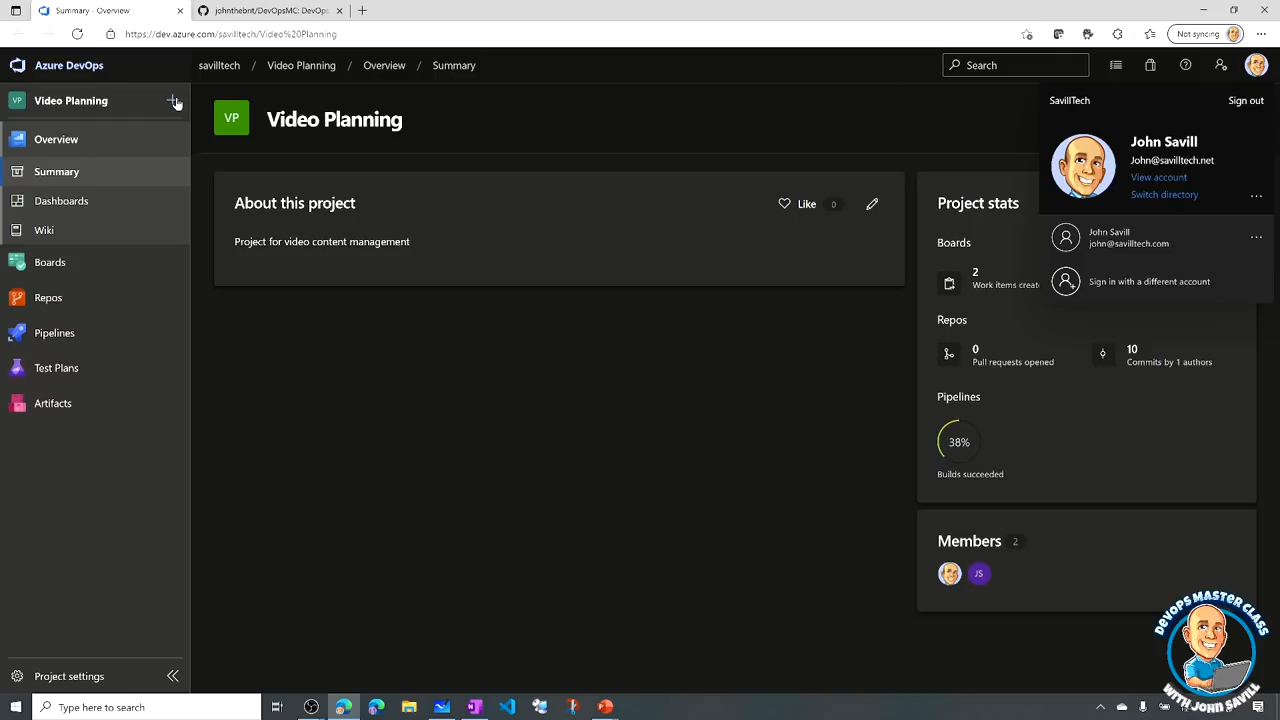 Summary - Overview
johnthebrit/DevOpsMC: DevOps
https://dev.azure.com/savilltech/Video%20Planning
Not syncing
Azure DevOps
savilltech / Video Planning / Overview / Summary
Search
VP Video Planning
Overview
Summary
Dashboards
Wiki
Boards
Repos
Pipelines
Test Plans
Artifacts
Project settings
VP Video Planning
About this project
Like 0
Project for video content management
Project stats
Boards
2
Work items create
Repos
0
Pull requests opened
10
Commits by 1 authors
Pipelines
38%
Builds succeeded
Members 2
JS
SavillTech
Sign out
John Savill
John@savilltech.net
View account
Switch directory
John Savill
john@savilltech.com
Sign in with a different account
DEVOPS MASTER CLASS
WITH JOHN SAVILL
Type here to search